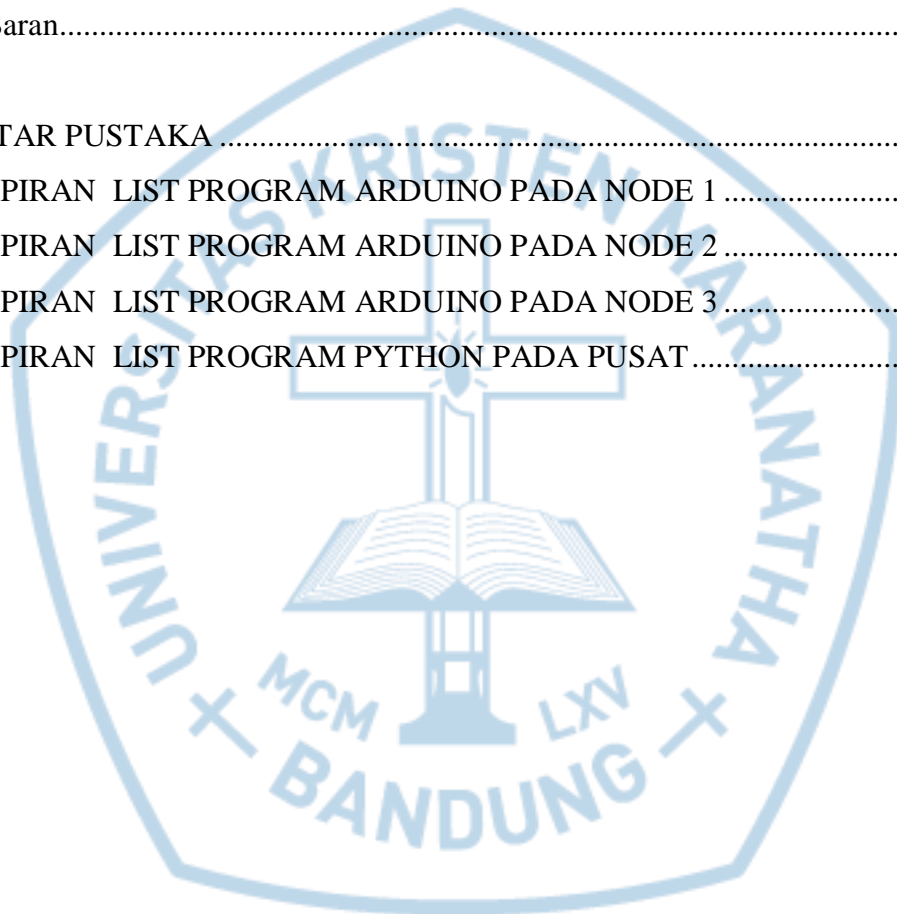 Saran....................................................................................................
TAR PUSTAKA ....................................................................................
PIRAN  LIST PROGRAM ARDUINO PADA NODE 1 ......................
PIRAN  LIST PROGRAM ARDUINO PADA NODE 2 ......................
PIRAN  LIST PROGRAM ARDUINO PADA NODE 3 ......................
PIRAN  LIST PROGRAM PYTHON PADA PUSAT ..........................
UNIVERSITAS KRISTEN MARANATHA
MCM LXV
BANDUNG